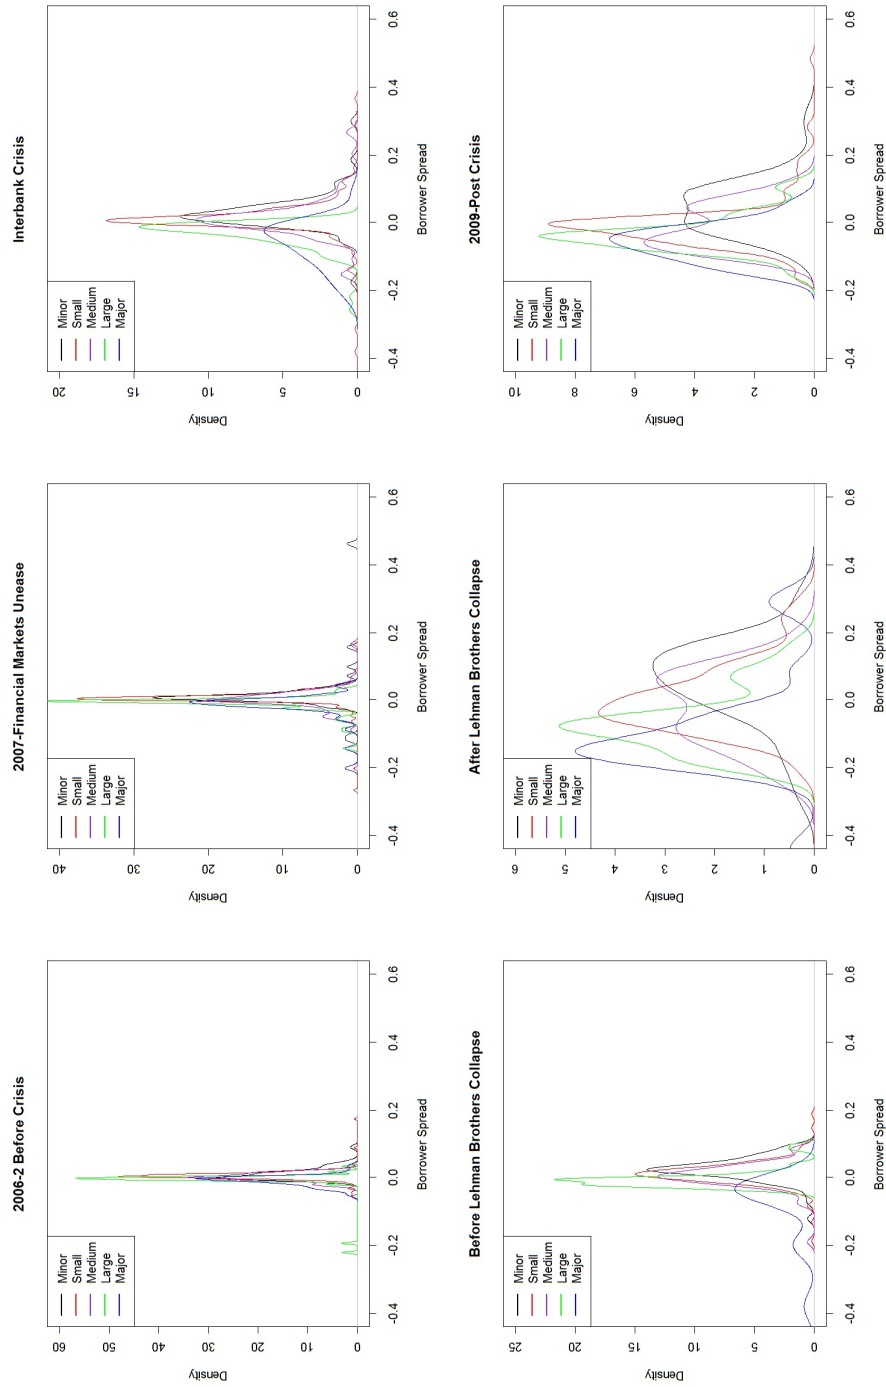 2006-2 Before Crisis
Minor
Small
Medium
Large
Major
Density
60
50
40
30
20
10
0
-0.4 -0.2 0.0 0.2 0.4 0.6
Borrower Spread
2007-Financial Markets Unease
Minor
Small
Medium
Large
Major
Density
40
30
20
10
0
-0.4 -0.2 0.0 0.2 0.4 0.6
Borrower Spread
Interbank Crisis
Minor
Small
Medium
Large
Major
Density
20
15
10
5
0
-0.4 -0.2 0.0 0.2 0.4 0.6
Borrower Spread
Before Lehman Brothers Collapse
Minor
Small
Medium
Large
Major
Density
25
20
15
10
5
0
-0.4 -0.2 0.0 0.2 0.4 0.6
Borrower Spread
After Lehman Brothers Collapse
Minor
Small
Medium
Large
Major
Density
6
5
4
3
2
1
0
-0.4 -0.2 0.0 0.2 0.4 0.6
Borrower Spread
2009-Post Crisis
Minor
Small
Medium
Large
Major
Density
10
8
6
4
2
0
-0.4 -0.2 0.0 0.2 0.4 0.6
Borrower Spread